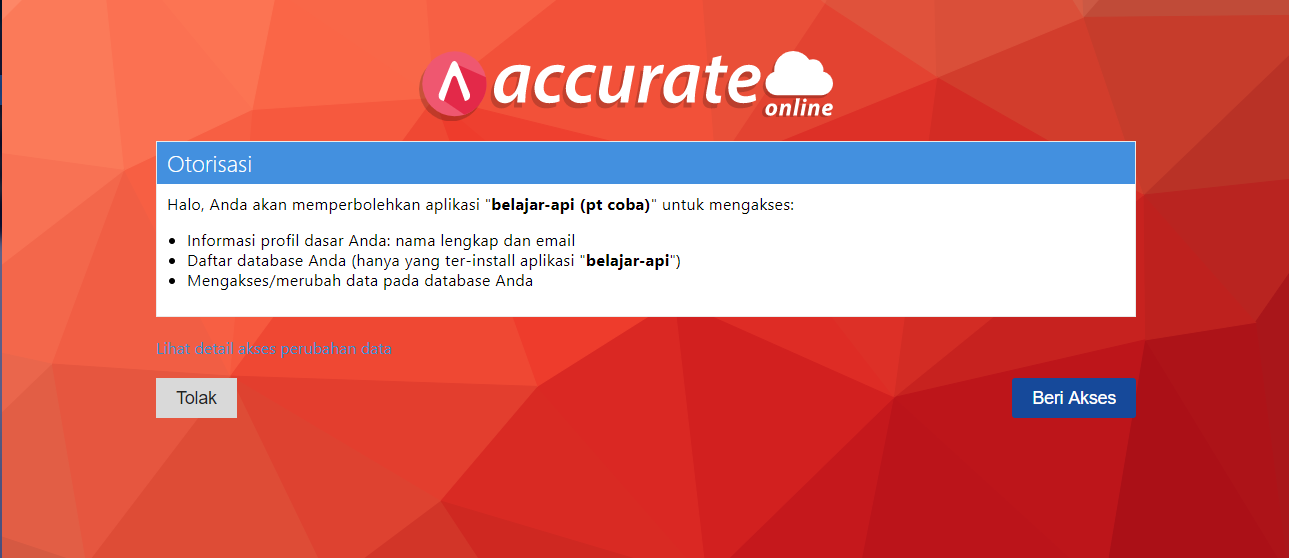 accurate
online
Otorisasi
Halo, Anda akan memperbolehkan aplikasi "belajar-api (pt coba)" untuk mengakses:
• Informasi profil dasar Anda: nama lengkap dan email
• Daftar database Anda (hanya yang ter-install aplikasi "belajar-api")
• Mengakses/merubah data pada database Anda
Lihat detail akses perubahan data
Tolak
Beri Akses